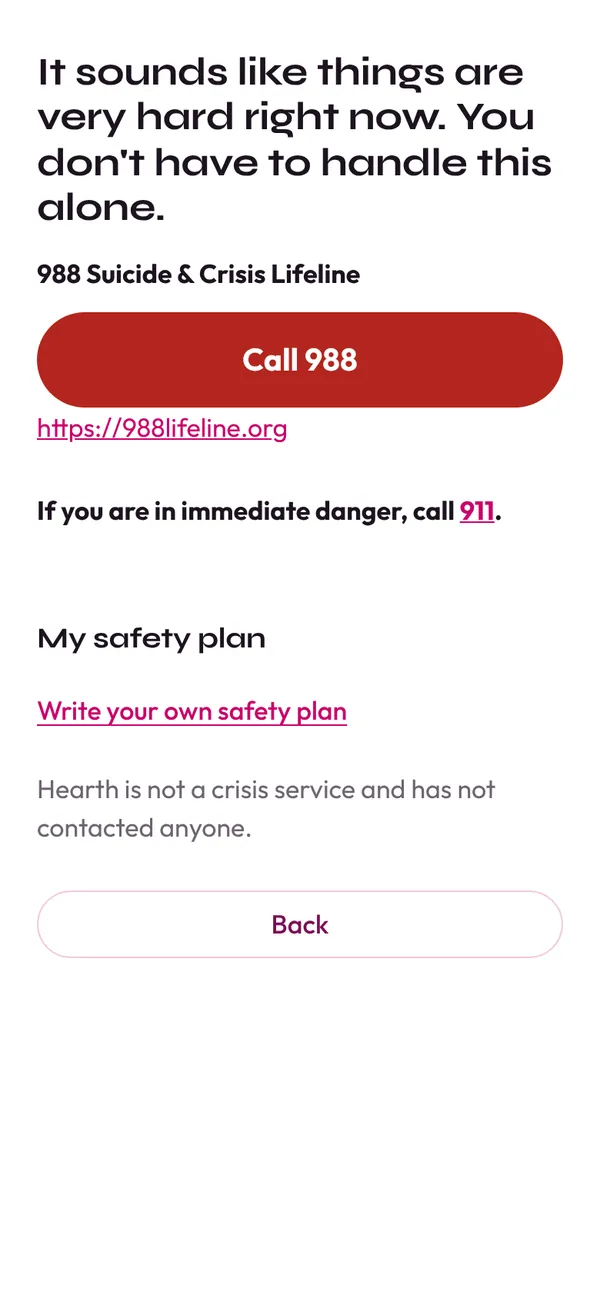 It sounds like things are
very hard right now. You
don't have to handle this
alone.
988 Suicide & Crisis Lifeline
Call 988
https://988lifeline.org
If you are in immediate danger, call 911.
My safety plan
Write your own safety plan
Hearth is not a crisis service and has not
contacted anyone.
Back